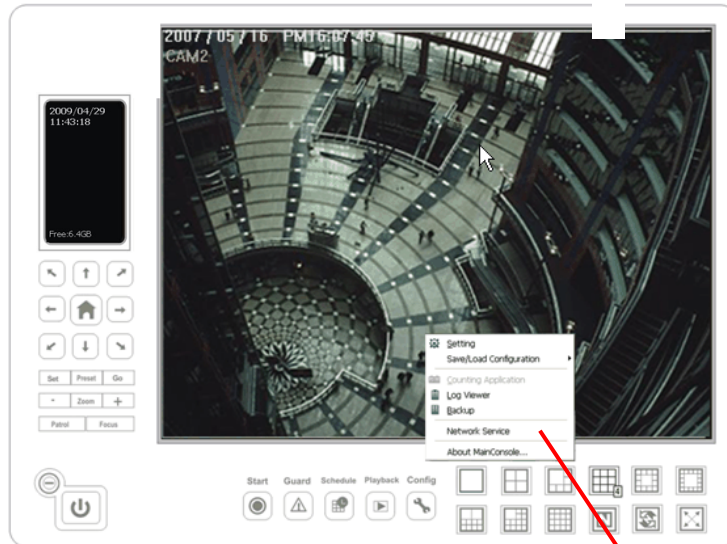 2007 / 05 / 16 PM16:07:45
CAM2
2009/04/29
11:43:18
Free:6.4GB
Set Preset Go
- Zoom +
Patrol Focus
Setting
Save/Load Configuration
Counting Application
Log Viewer
Backup
Network Service
About MainConsole...
Start Guard Schedule Playback Config
4